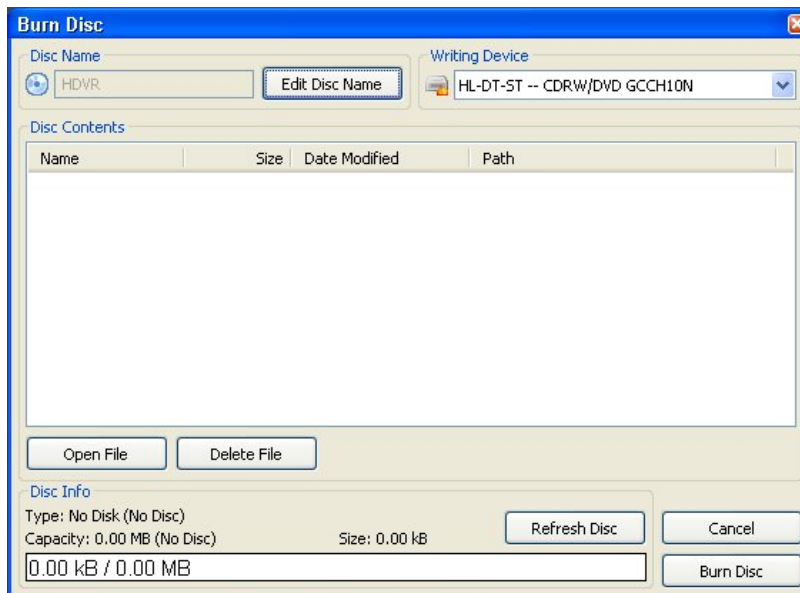 Burn Disc
Disc Name
HDVR
Edit Disc Name
Writing Device
HL-DT-ST -- CDRW/DVD GCCH10N
Disc Contents
Name Size Date Modified Path
Open File Delete File
Disc Info
Type: No Disk (No Disc)
Capacity: 0.00 MB (No Disc) Size: 0.00 kB
Refresh Disc
0.00 kB / 0.00 MB
Cancel
Burn Disc